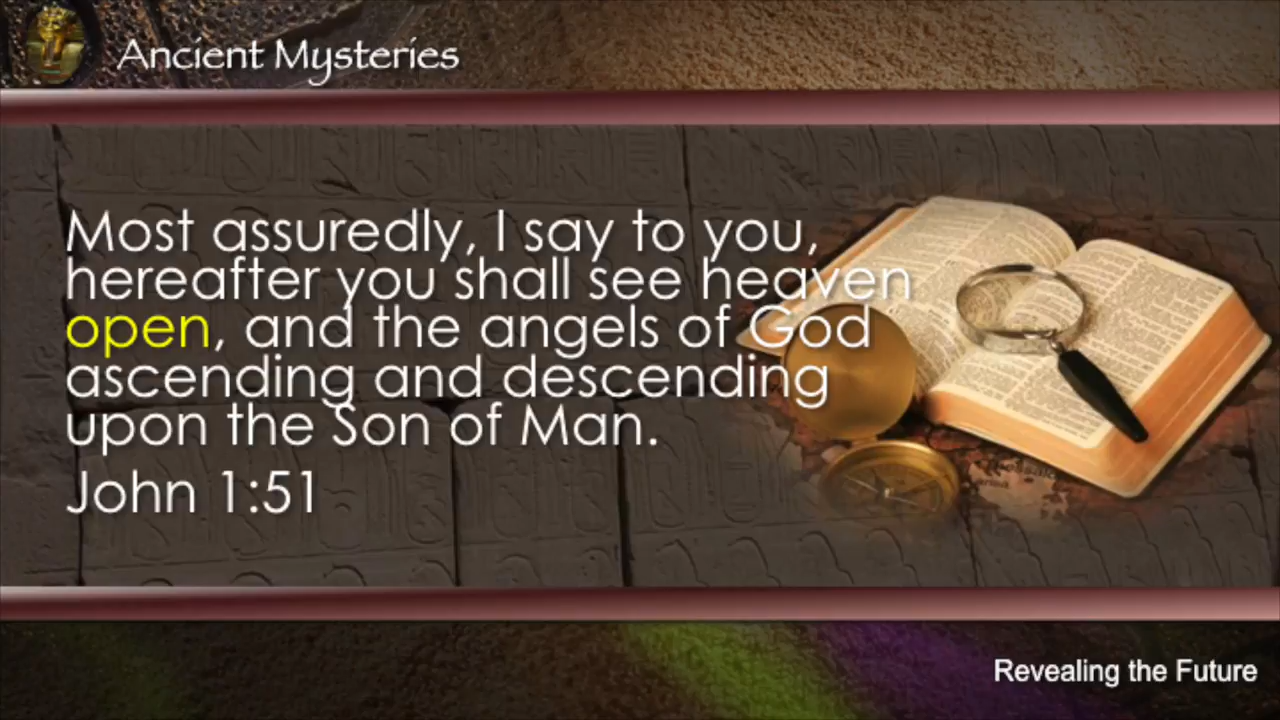 Ancient Mysteries
Most assuredly, I say to you,
hereafter you shall see heaven
open, and the angels of God
ascending and descending
upon the Son of Man.
John 1:51
Revealing the Future